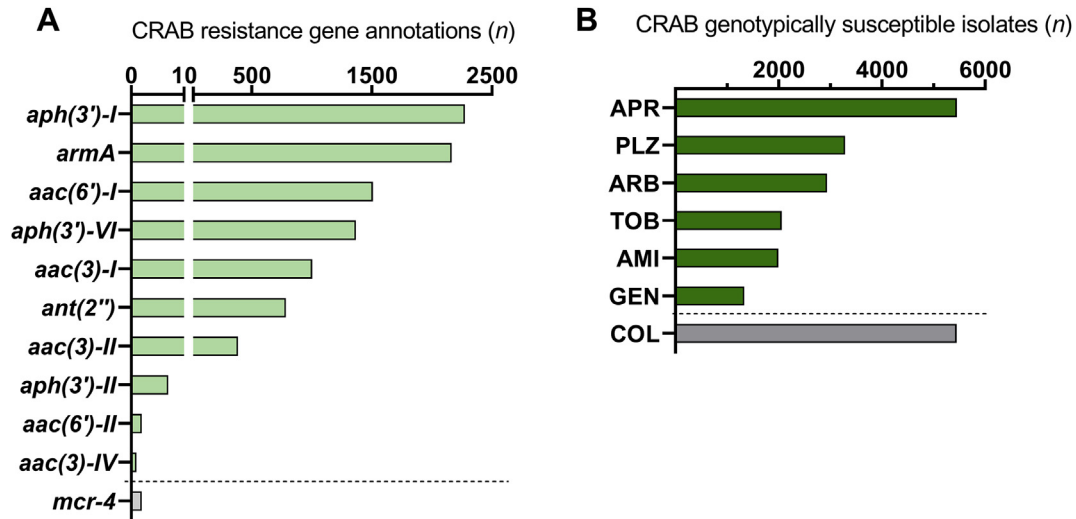 A
CRAB resistance gene annotations (n)
0 10 500 1500 2500
aph(3')-I
armA
aac(6')-I
aph(3')-VI
aac(3)-I
ant(2'')
aac(3)-II
aph(3')-II
aac(6')-II
aac(3)-IV
mcr-4
B
CRAB genotypically susceptible isolates (n)
2000 4000 6000
APR
PLZ
ARB
TOB
AMI
GEN
COL